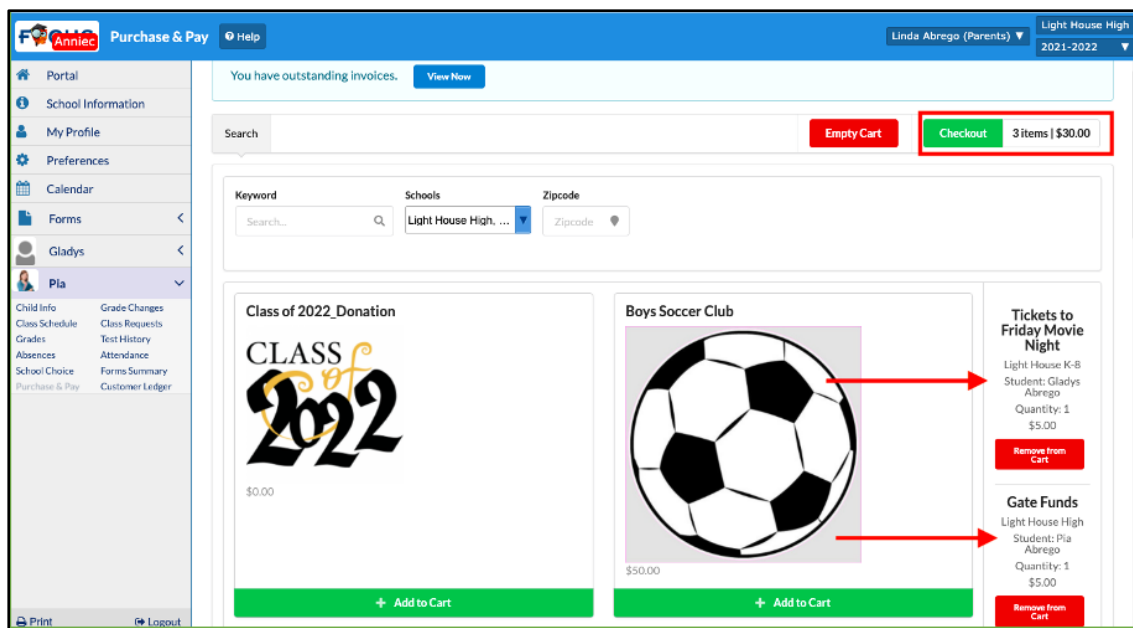 FOCUS
Anniec
Purchase & Pay
Help
Linda Abrego (Parents) ▼
Light House High
2021-2022 ▼
Portal
School Information
My Profile
Preferences
Calendar
Forms
Gladys
Pia
Child Info Grade Changes
Class Schedule Class Requests
Grades Test History
Absences Attendance
School Choice Forms Summary
Purchase & Pay Customer Ledger
Print Logout
You have outstanding invoices. View Now
Search Empty Cart Checkout 3 items | $30.00
Keyword Schools Zipcode
Search... Light House High, ... Zipcode
Class of 2022_Donation
CLASS
of
2022
$0.00
+ Add to Cart
Boys Soccer Club
$50.00
+ Add to Cart
Tickets to
Friday Movie
Night
Light House K-8
Student: Gladys
Abrego
Quantity: 1
$5.00
Remove from
Cart
Gate Funds
Light House High
Student: Pia
Abrego
Quantity: 1
$5.00
Remove from
Cart